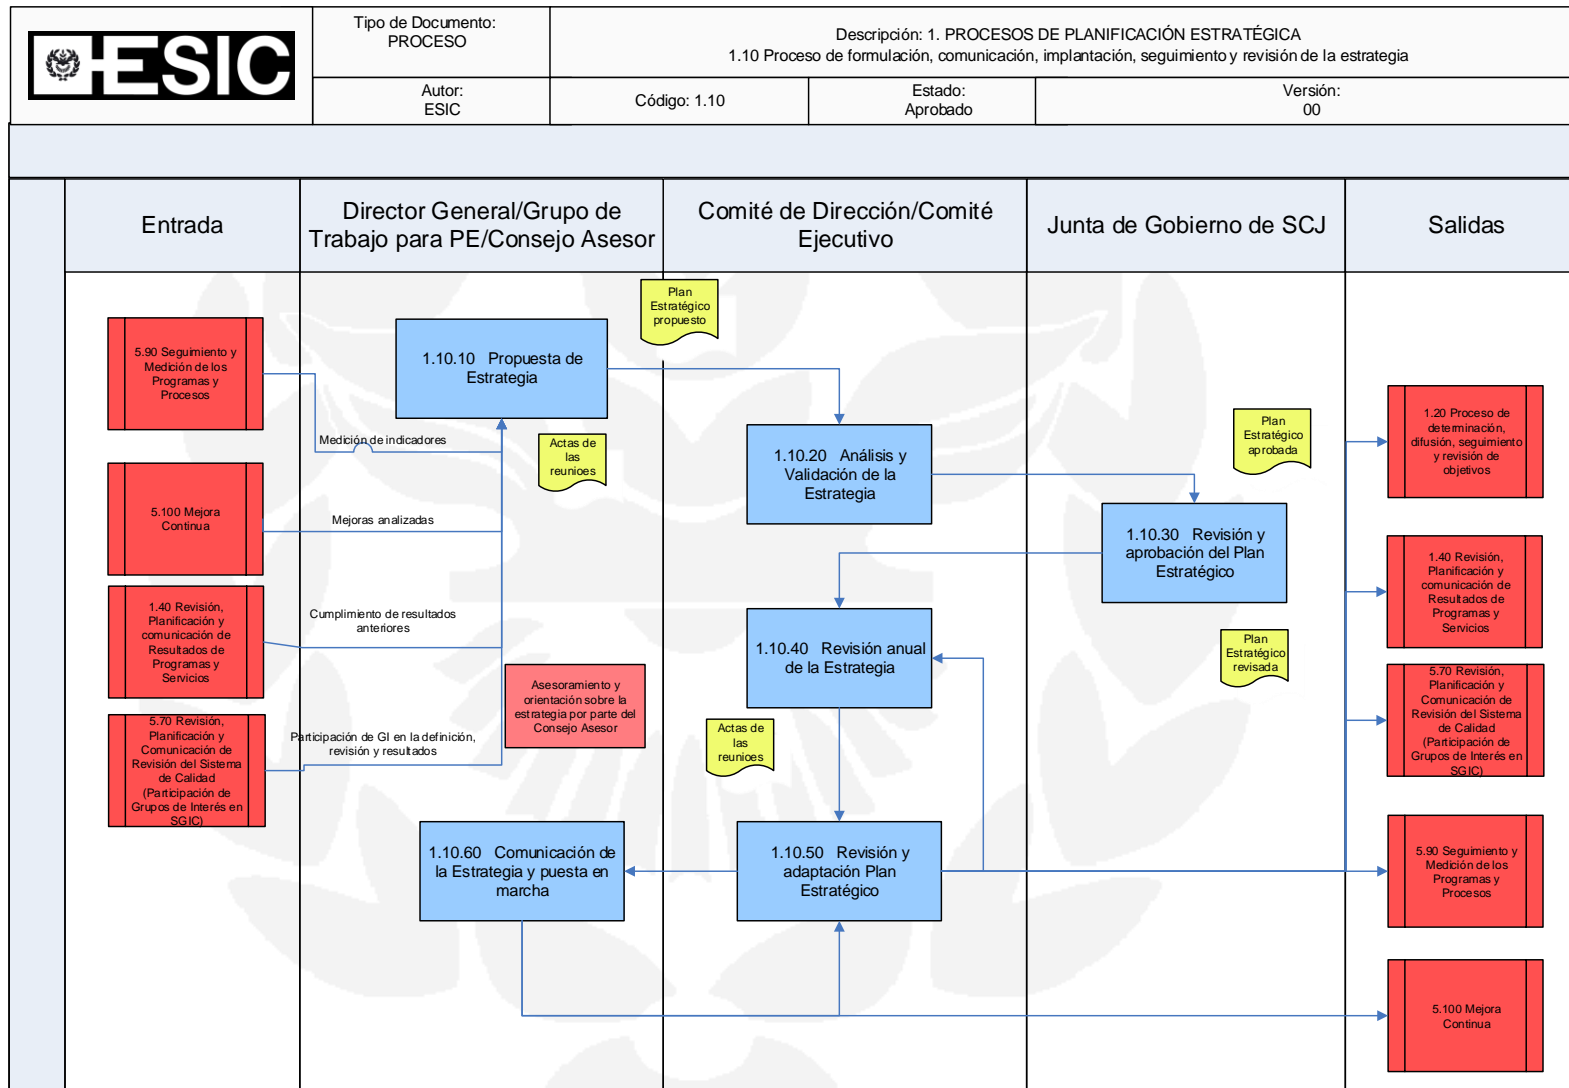 ESIC
Tipo de Documento:
PROCESO
Descripción: 1. PROCESOS DE PLANIFICACIÓN ESTRATÉGICA
1.10 Proceso de formulación, comunicación, implantación, seguimiento y revisión de la estrategia
Autor:
ESIC
Código: 1.10
Estado:
Aprobado
Versión:
00
Entrada
Director General/Grupo de
Trabajo para PE/Consejo Asesor
Comité de Dirección/Comité
Ejecutivo
Junta de Gobierno de SCJ
Salidas
5.90 Seguimiento y
Medición de los
Programas y
Procesos
5.100 Mejora
Continua
1.40 Revisión,
Planificación y
comunicación de
Resultados de
Programas y
Servicios
5.70 Revisión,
Planificación y
Comunicación de
Revisión del Sistema
de Calidad
(Participación de
Grupos de Interés en
SGIC)
Medición de indicadores
Mejoras analizadas
Cumplimiento de resultados
anteriores
Participación de GI en la definición,
revisión y resultados
1.10.10 Propuesta de
Estrategia
Actas de
las
reunioes
Asesoramiento y
orientación sobre la
estrategia por parte del
Consejo Asesor
1.10.60 Comunicación de
la Estrategia y puesta en
marcha
Plan
Estratégico
propuesto
1.10.20 Análisis y
Validación de la
Estrategia
1.10.40 Revisión anual
de la Estrategia
Actas de
las
reunioes
1.10.50 Revisión y
adaptación Plan
Estratégico
Plan
Estratégico
aprobada
1.10.30 Revisión y
aprobación del Plan
Estratégico
Plan
Estratégico
revisada
1.20 Proceso de
determinación,
difusión, seguimiento
y revisión de
objetivos
1.40 Revisión,
Planificación y
comunicación de
Resultados de
Programas y
Servicios
5.70 Revisión,
Planificación y
Comunicación de
Revisión del Sistema
de Calidad
(Participación de
Grupos de Interés en
SGIC)
5.90 Seguimiento y
Medición de los
Programas y
Procesos
5.100 Mejora
Continua